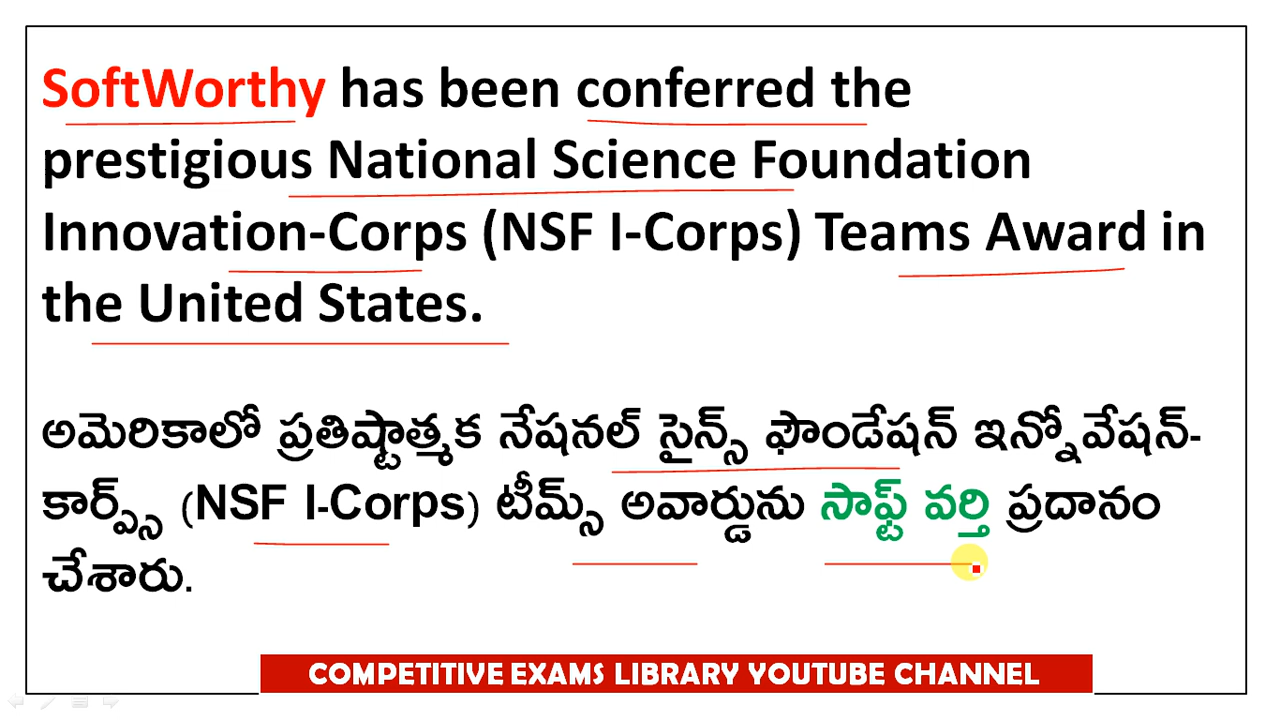 SoftWorthy has been conferred the
prestigious National Science Foundation
Innovation-Corps (NSF I-Corps) Teams Award in
the United States.
అమెరికాలో ప్రతిష్టాత్మక నేషనల్ సైన్స్ ఫౌండేషన్ ఇన్నోవేషన్-
కార్ప్స్ (NSF I-Corps) టీమ్స్ అవార్డును సాఫ్ట్ వర్తి ప్రదానం
చేశారు.
COMPETITIVE EXAMS LIBRARY YOUTUBE CHANNEL